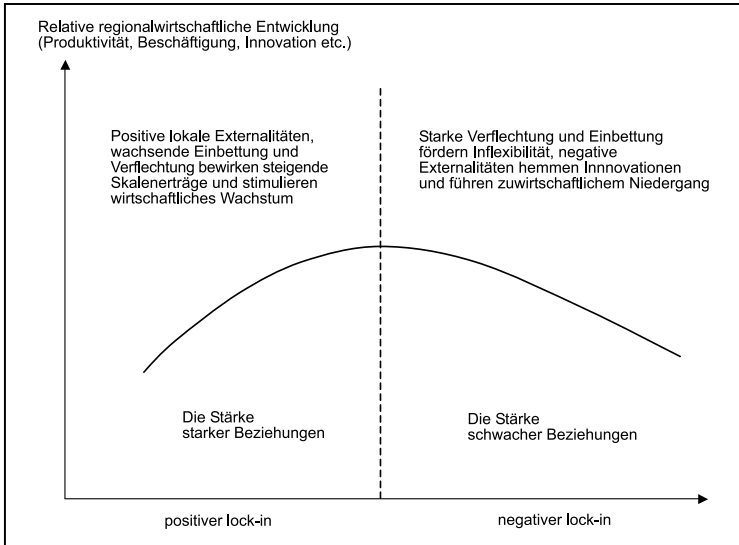 Relative regionalwirtschaftliche Entwicklung
(Produktivität, Beschäftigung, Innovation etc.)
Positive lokale Externalitäten,
wachsende Einbettung und
Verflechtung bewirken steigende
Skalenerträge und stimulieren
wirtschaftliches Wachstum
Starke Verflechtung und Einbettung
fördern Inflexibilität, negative
Externalitäten hemmen Innnovationen
und führen zuwirtschaftlichem Niedergang
Die Stärke
starker Beziehungen
Die Stärke
schwacher Beziehungen
positiver lock-in
negativer lock-in